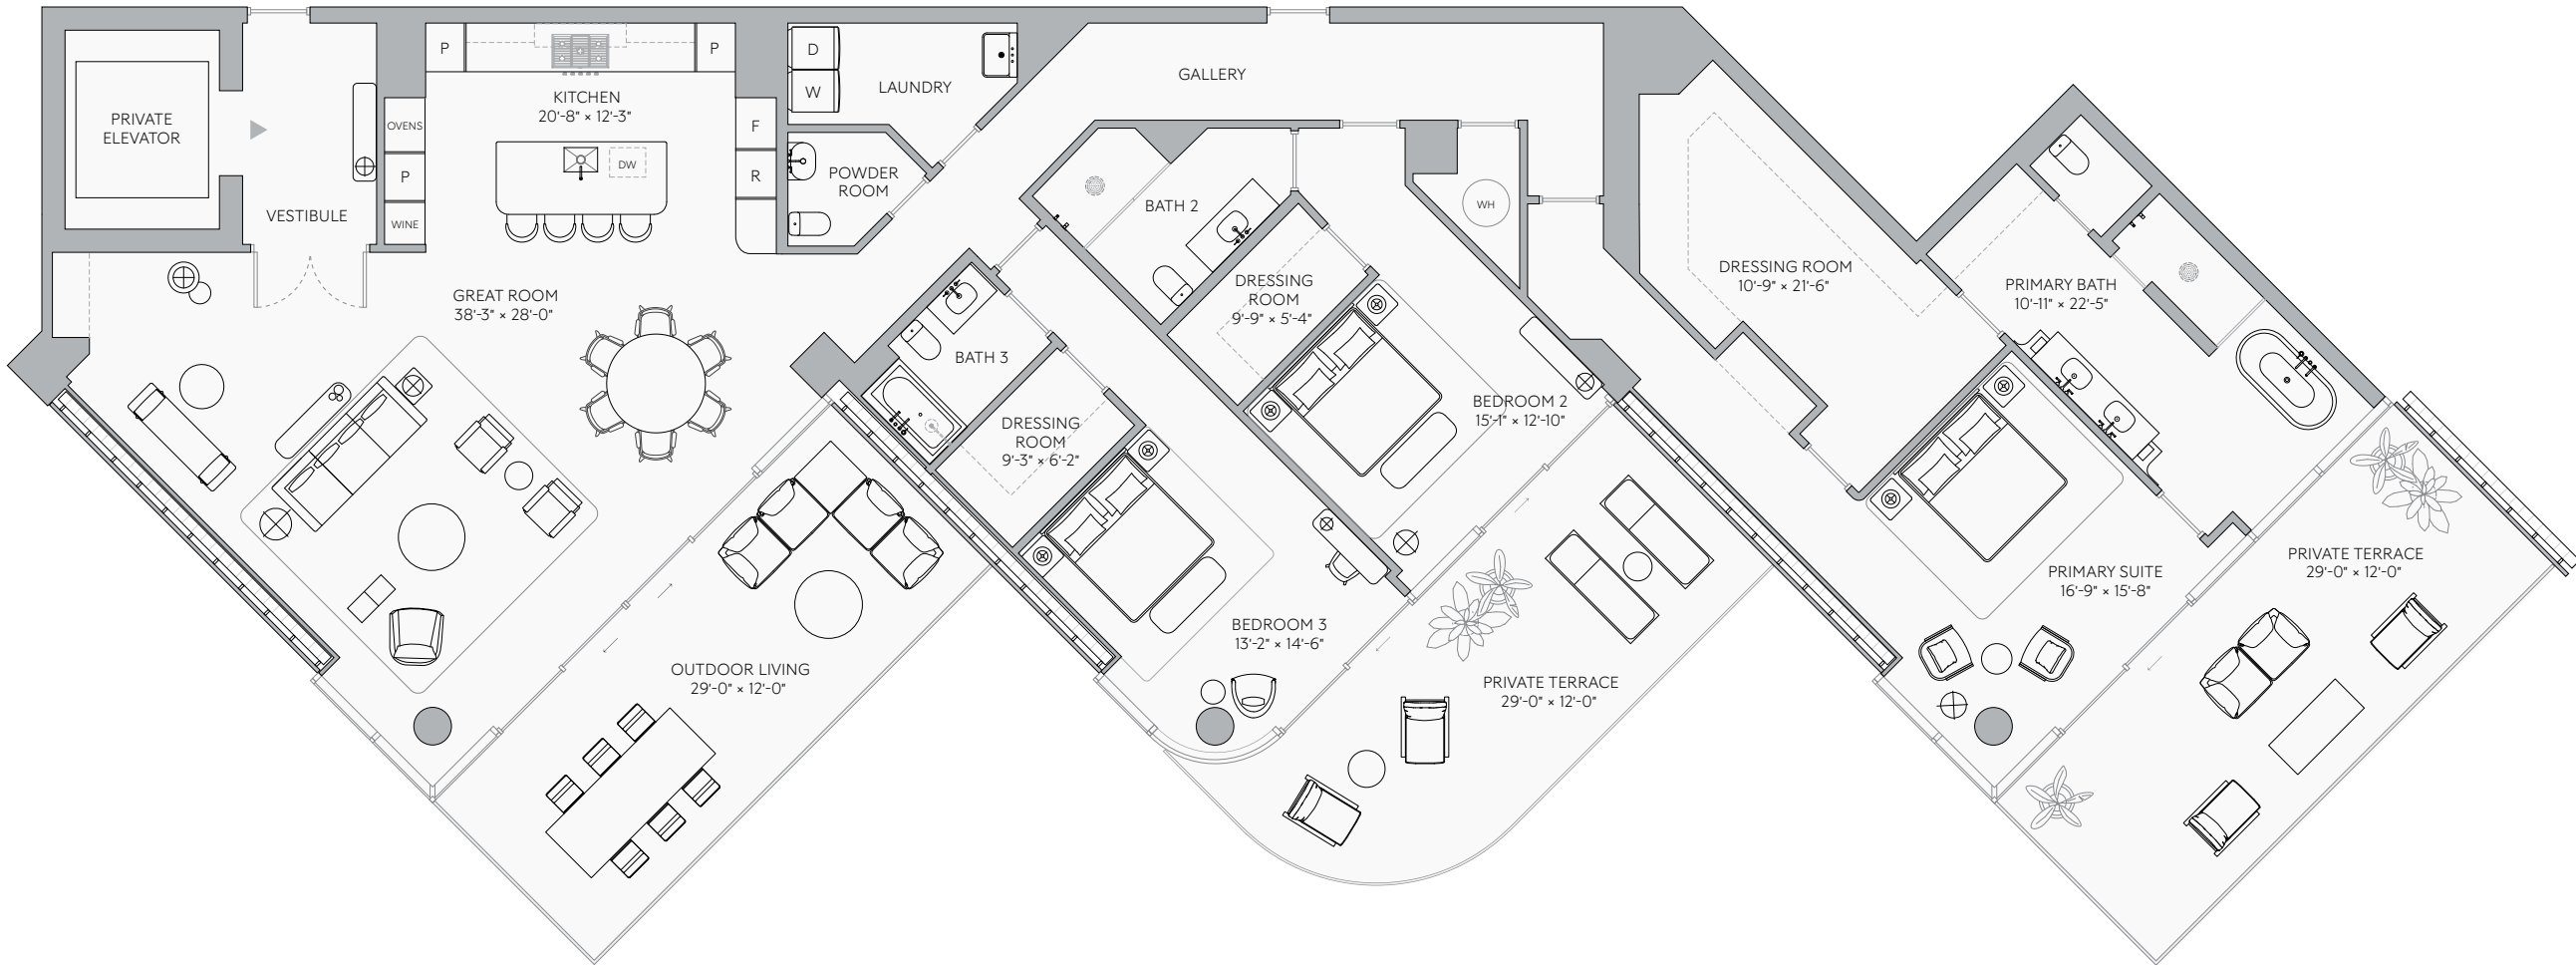 PRIVATE
ELEVATOR
VESTIBULE
OVENS
P
WINE
P
P
KITCHEN
20'-8" × 12'-3"
DW
F
R
D
W
LAUNDRY
POWDER
ROOM
GALLERY
GREAT ROOM
38'-3" × 28'-0"
BATH 2
WH
DRESSING
ROOM
9'-9" × 5'-4"
BATH 3
DRESSING
ROOM
9'-3" × 6'-2"
BEDROOM 2
15'-1" × 12'-10"
DRESSING ROOM
10'-9" × 21'-6"
PRIMARY BATH
10'-11" × 22'-5"
BEDROOM 3
13'-2" × 14'-6"
OUTDOOR LIVING
29'-0" × 12'-0"
PRIVATE TERRACE
29'-0" × 12'-0"
PRIMARY SUITE
16'-9" × 15'-8"
PRIVATE TERRACE
29'-0" × 12'-0"